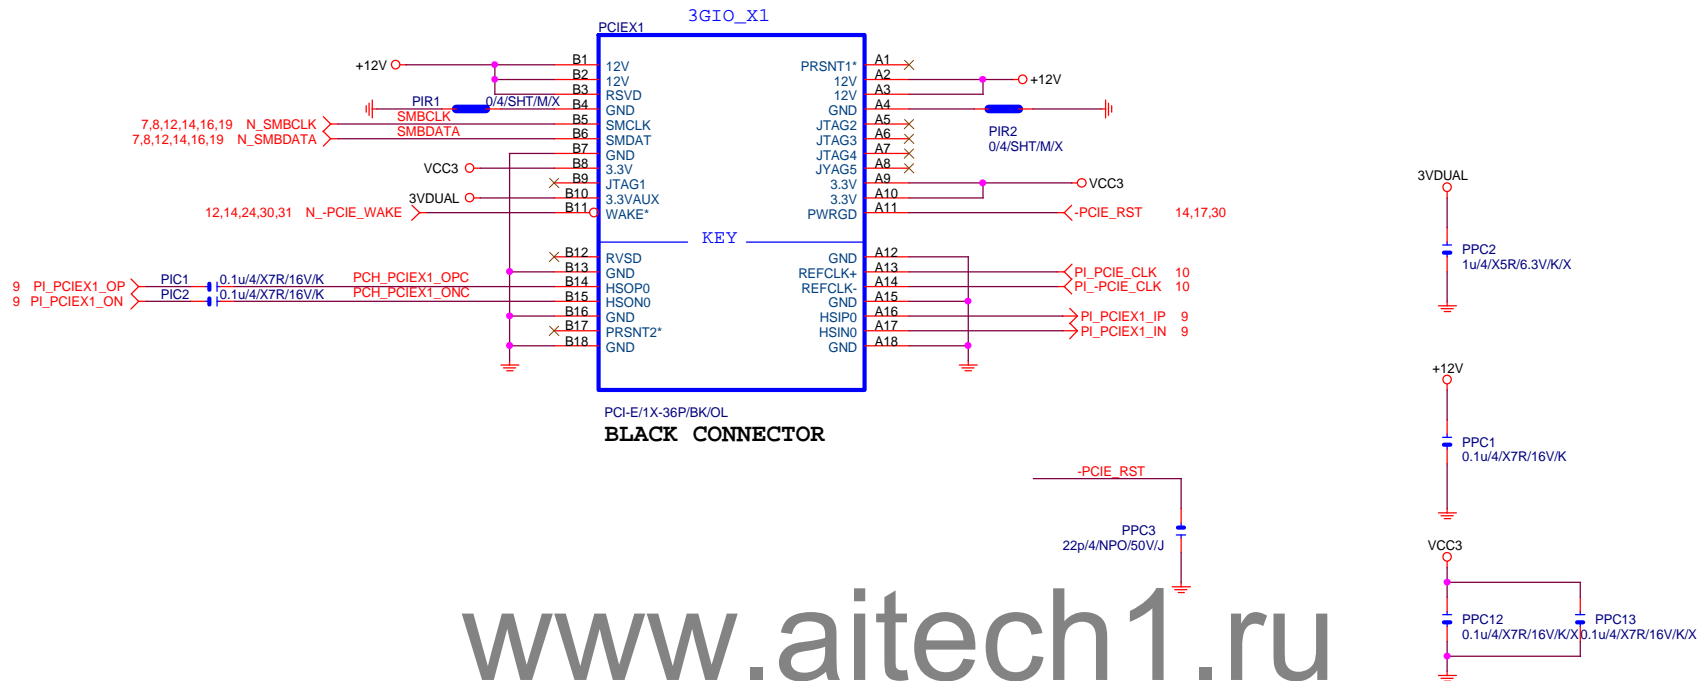 3GIO_X1
PCIEX1
+12V
B1 12V
B2 12V
B3 RSVD
PIR1 0/4/SHT/M/X
B4 GND
7,8,12,14,16,19 N_SMBCLK SMBCLK B5 SMCLK
7,8,12,14,16,19 N_SMBDATA SMBDATA B6 SMDAT
B7 GND
VCC3 B8 3.3V
B9 JTAG1
3VDUAL B10 3.3VAUX
12,14,24,30,31 N_-PCIE_WAKE B11 WAKE*
KEY
B12 RVSD
B13 GND
9 PI_PCIEX1_OP PIC1 0.1u/4/X7R/16V/K PCH_PCIEX1_OPC B14 HSOP0
9 PI_PCIEX1_ON PIC2 0.1u/4/X7R/16V/K PCH_PCIEX1_ONC B15 HSON0
B16 GND
B17 PRSNT2*
B18 GND
PRSNT1* A1
12V A2 +12V
12V A3
GND A4
PIR2
0/4/SHT/M/X
JTAG2 A5
JTAG3 A6
JTAG4 A7
JYAG5 A8
3.3V A9 VCC3
3.3V A10
PWRGD A11 -PCIE_RST 14,17,30
GND A12
REFCLK+ A13 PI_PCIE_CLK 10
REFCLK- A14 PI_-PCIE_CLK 10
GND A15
HSIP0 A16 PI_PCIEX1_IP 9
HSIN0 A17 PI_PCIEX1_IN 9
GND A18
PCI-E/1X-36P/BK/OL
BLACK CONNECTOR
-PCIE_RST
PPC3
22p/4/NPO/50V/J
3VDUAL
PPC2
1u/4/X5R/6.3V/K/X
+12V
PPC1
0.1u/4/X7R/16V/K
VCC3
PPC12
0.1u/4/X7R/16V/K/X
PPC13
0.1u/4/X7R/16V/K/X
www.aitech1.ru